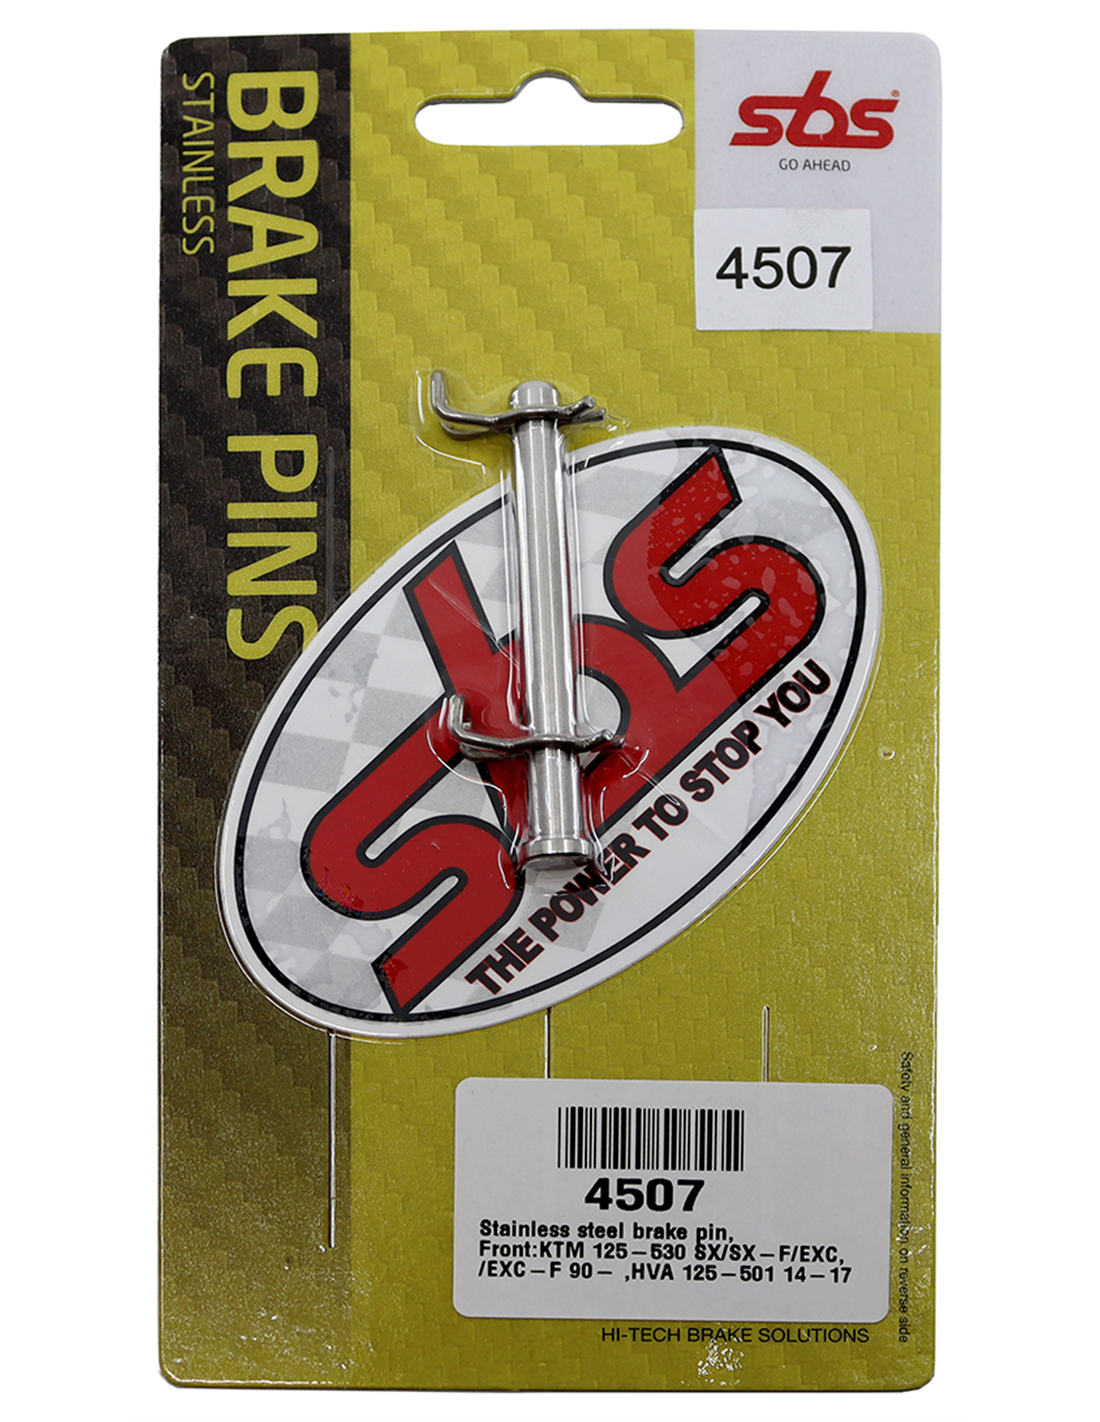 BRAKE PINS
STAINLESS
sbs®
GO AHEAD
4507
sbs
THE POWER TO STOP YOU
4507
Stainless steel brake pin,
Front:KTM 125-530 SX/SX-F/EXC,
/EXC-F 90- ,HVA 125-501 14-17
HI-TECH BRAKE SOLUTIONS
Safety and general information on reverse side